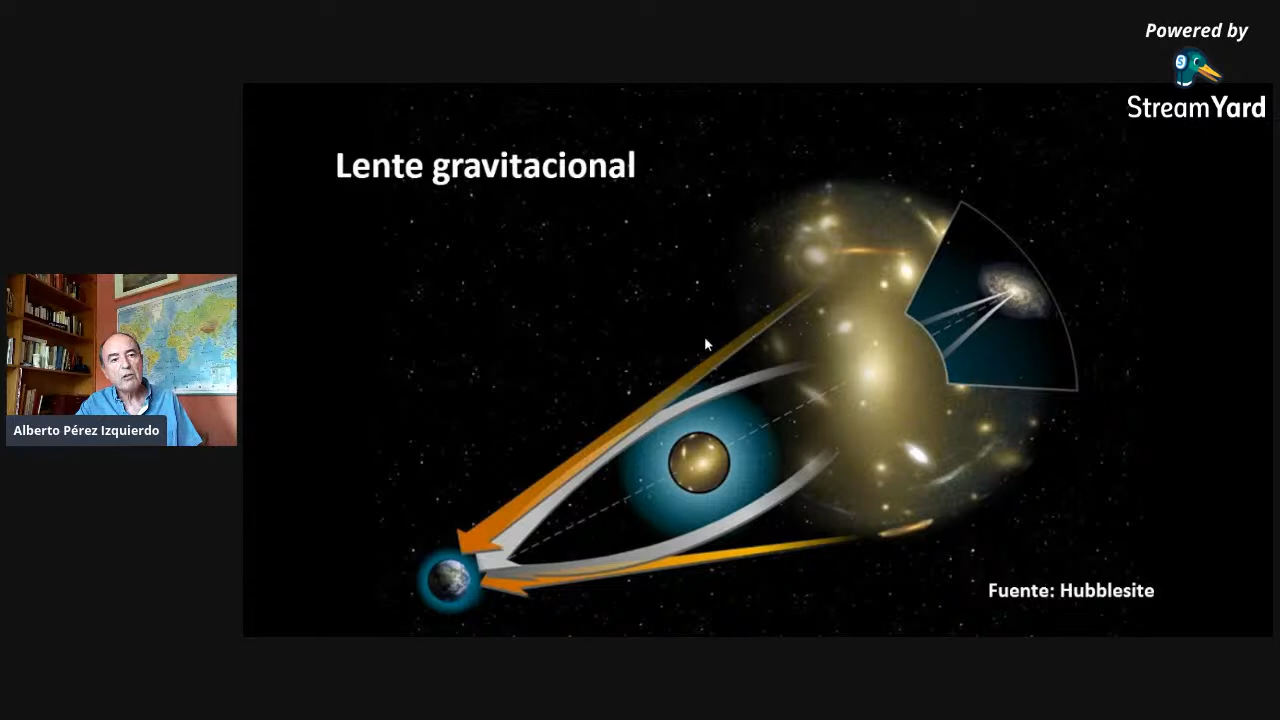 Powered by
StreamYard
Lente gravitacional
Alberto Pérez Izquierdo
Fuente: Hubblesite